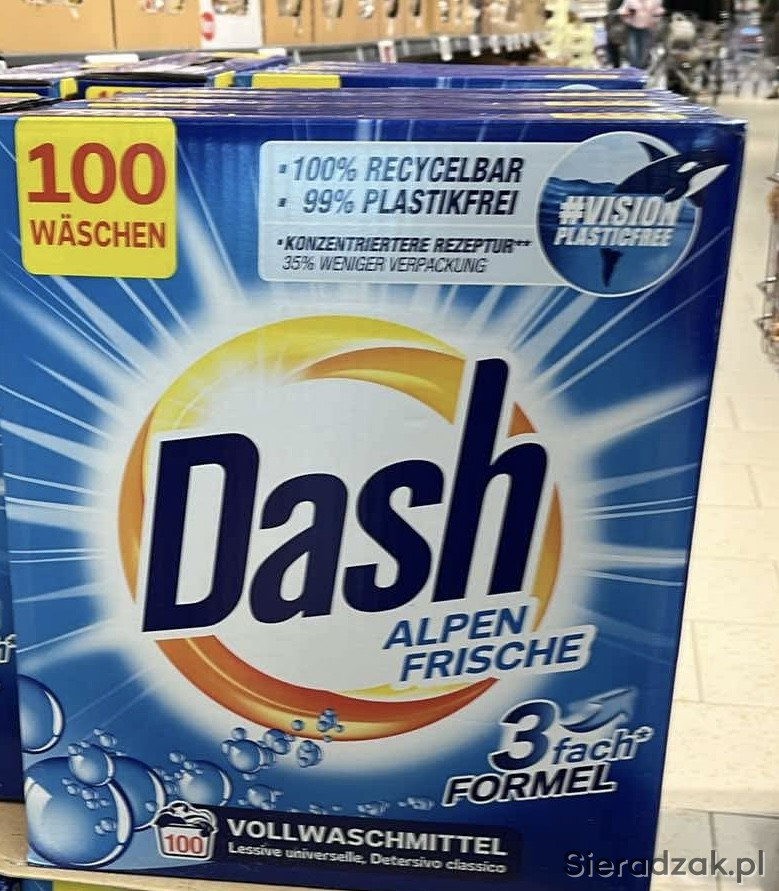 100
WÄSCHEN
• 100% RECYCELBAR
• 99% PLASTIKFREI
• KONZENTRIERTERE REZEPTUR**
35% WENIGER VERPACKUNG
#VISION
PLASTICFREE
Dash
ALPEN
FRISCHE
3fach*
FORMEL
100
VOLLWASCHMITTEL
Lessive universelle, Detersivo classico
Sieradzak.pl